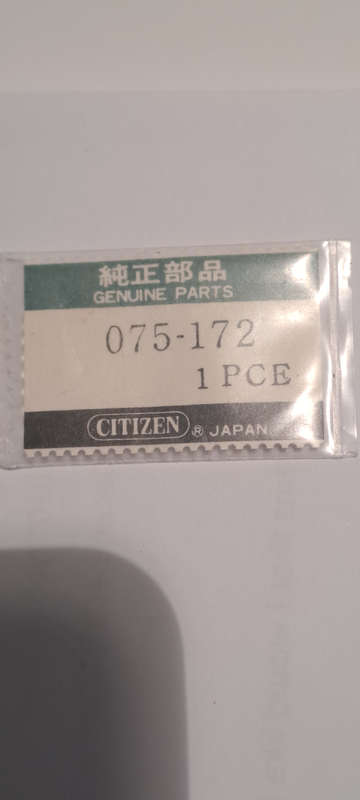 純正部品
GENUINE PARTS
075-172
1 PCE
CITIZEN ® JAPAN